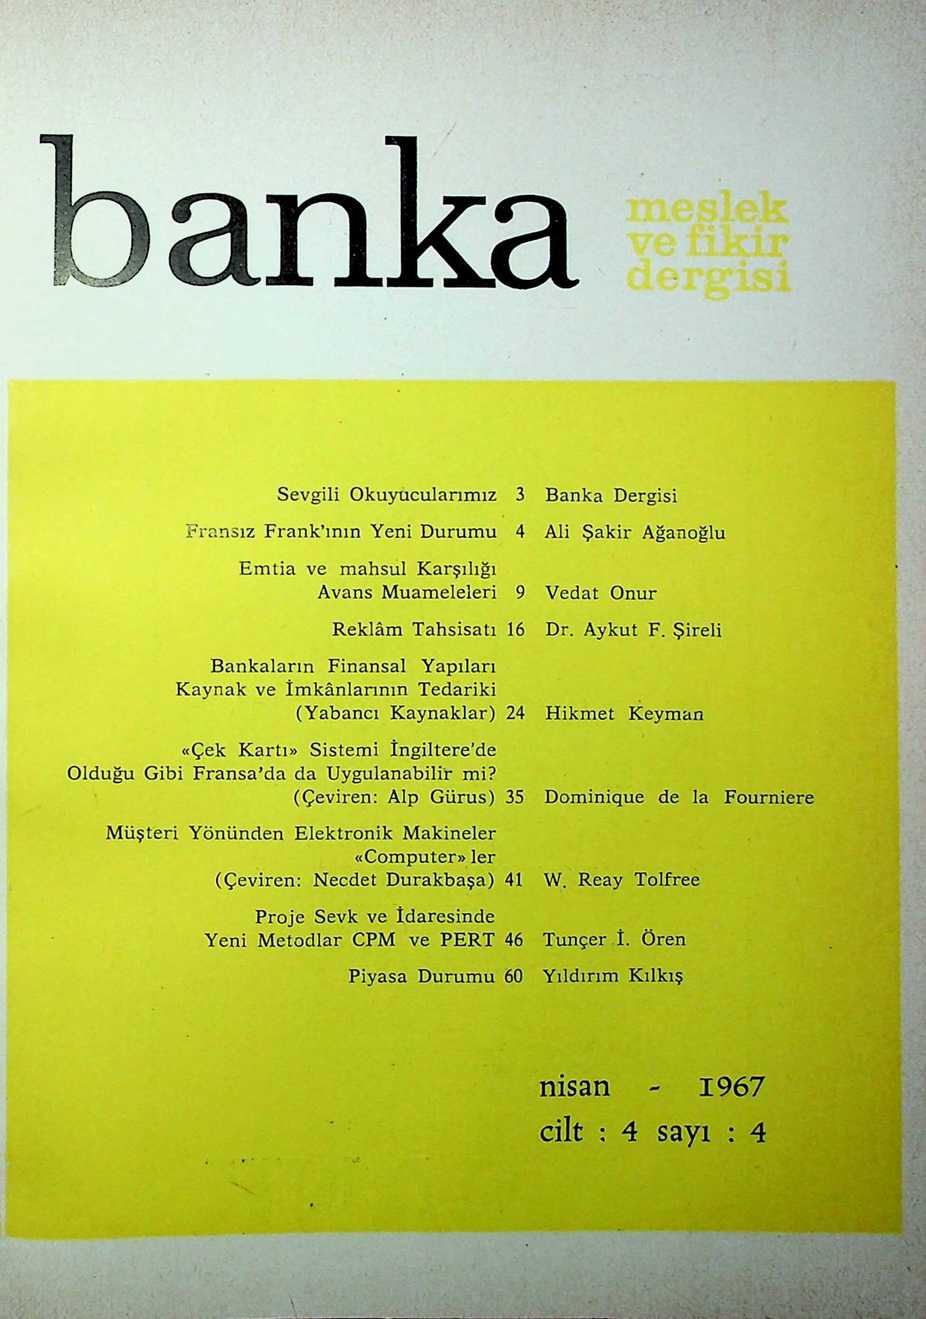 banka
meslek
ve fikir
dergisi
Sevgili Okuyucularımız 3 Banka Dergisi
Fransız Frank'ının Yeni Durumu 4 Ali Şakir Ağanoğlu
Emtia ve mahsul Karşılığı
Avans Muameleleri 9 Vedat Onur
Reklâm Tahsisatı 16 Dr. Aykut F. Şireli
Bankaların Finansal Yapıları
Kaynak ve İmkânlarının Tedariki
(Yabancı Kaynaklar) 24 Hikmet Keyman
«Çek Kartı» Sistemi İngiltere'de
Olduğu Gibi Fransa'da da Uygulanabilir mi?
(Çeviren: Alp Gürus) 35 Dominique de la Fourniere
Müşteri Yönünden Elektronik Makineler
«Computer» ler
(Çeviren: Necdet Durakbaşa) 41 W. Reay Tolfree
Proje Sevk ve İdaresinde
Yeni Metodlar CPM ve PERT 46 Tunçer İ. Ören
Piyasa Durumu 60 Yıldırım Kılkış
nisan - 1967
cilt : 4 sayı : 4